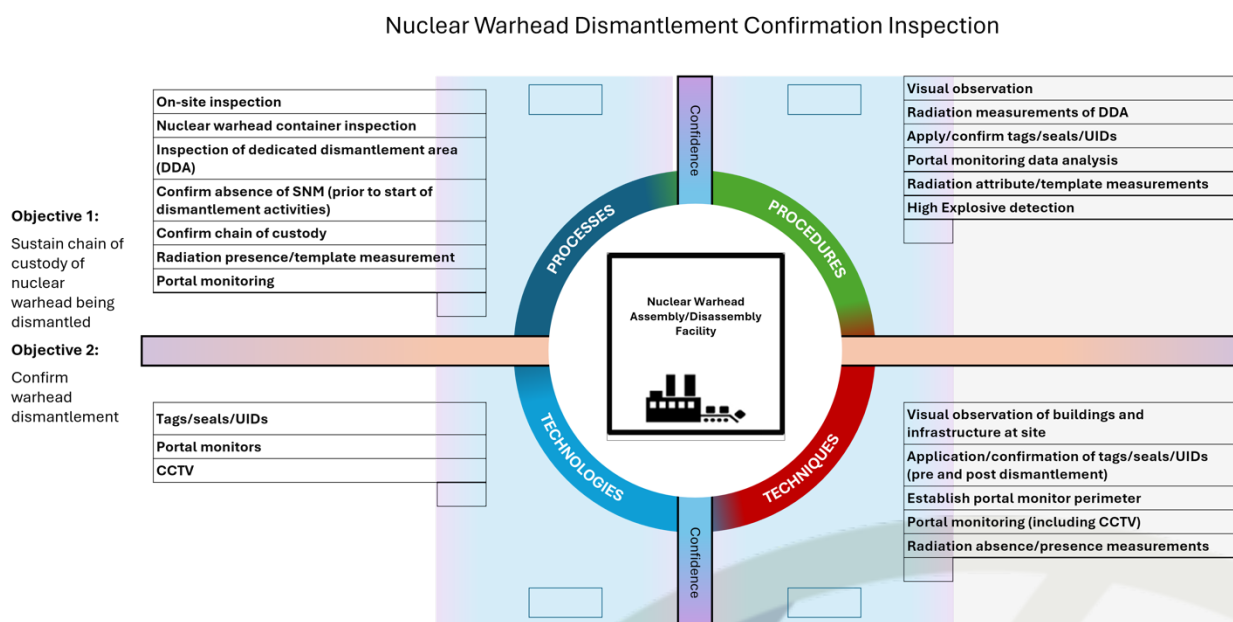 Nuclear Warhead Dismantlement Confirmation Inspection
On-site inspection
Nuclear warhead container inspection
Inspection of dedicated dismantlement area
(DDA)
Confirm absence of SNM (prior to start of
dismantlement activities)
Confirm chain of custody
Radiation presence/template measurement
Portal monitoring
Confidence
Visual observation
Radiation measurements of DDA
Apply/confirm tags/seals/UIDs
Portal monitoring data analysis
Radiation attribute/template measurements
High Explosive detection
Objective 1:
Sustain chain of
custody of
nuclear
warhead being
dismantled
Objective 2:
Confirm
warhead
dismantlement
PROCESSES
PROCEDURES
Nuclear Warhead
Assembly/Disassembly
Facility
TECHNOLOGIES
TECHNIQUES
Tags/seals/UIDs
Portal monitors
CCTV
Confidence
Visual observation of buildings and
infrastructure at site
Application/confirmation of tags/seals/UIDs
(pre and post dismantlement)
Establish portal monitor perimeter
Portal monitoring (including CCTV)
Radiation absence/presence measurements